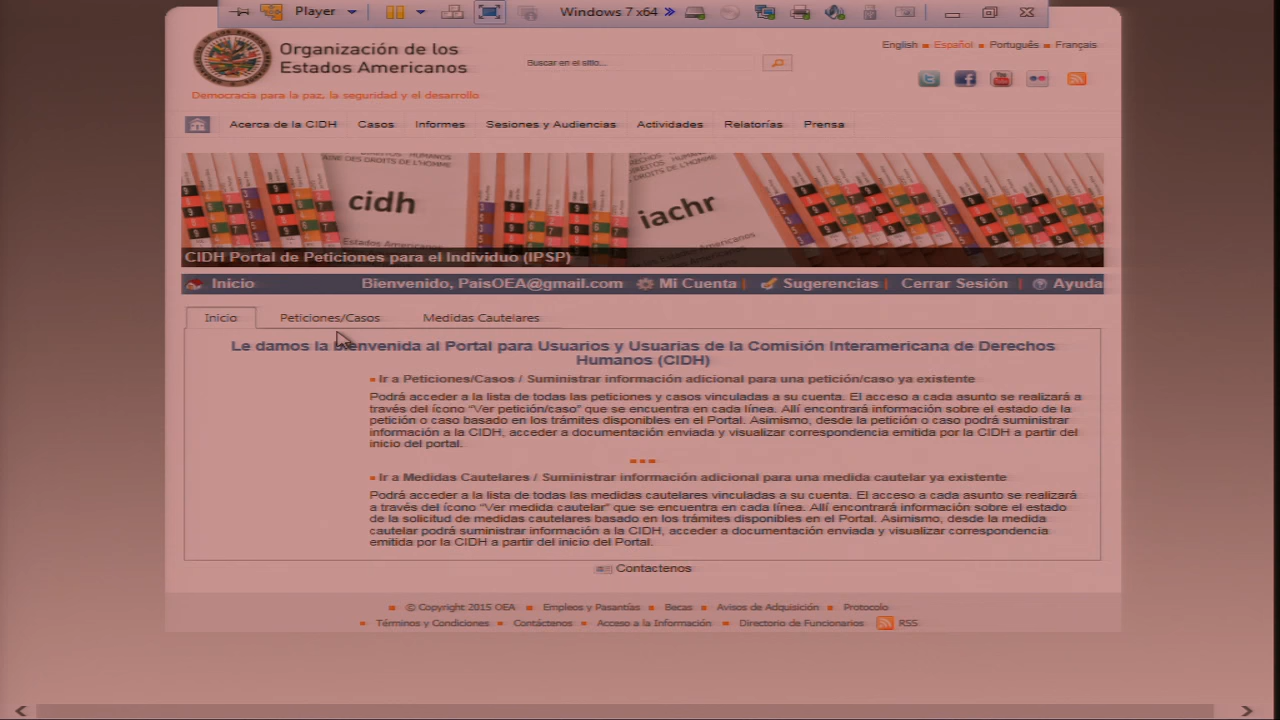 Player
Windows 7 x64
Organización de los
Estados Americanos
Democracia para la paz, la seguridad y el desarrollo
Buscar en el sitio...
English Español Português Français
Acerca de la CIDH Casos Informes Sesiones y Audiencias Actividades Relatorías Prensa
cidh
iachr
Estados Americanos
CIDH Portal de Peticiones para el Individuo (IPSP)
Inicio Bienvenido, PaisOEA@gmail.com Mi Cuenta | Sugerencias | Cerrar Sesión | Ayuda
Inicio Peticiones/Casos Medidas Cautelares
Le damos la Bienvenida al Portal para Usuarios y Usuarias de la Comisión Interamericana de Derechos
Humanos (CIDH)
Ir a Peticiones/Casos / Suministrar información adicional para una petición/caso ya existente
Podrá acceder a la lista de todas las peticiones y casos vinculadas a su cuenta. El acceso a cada asunto se realizará a
través del ícono "Ver petición/caso" que se encuentra en cada línea. Allí encontrará información sobre el estado de la
petición o caso basado en los trámites disponibles en el Portal. Asimismo, desde la petición o caso podrá suministrar
información a la CIDH, acceder a documentación enviada y visualizar correspondencia emitida por la CIDH a partir del
inicio del portal.
Ir a Medidas Cautelares / Suministrar información adicional para una medida cautelar ya existente
Podrá acceder a la lista de todas las medidas cautelares vinculadas a su cuenta. El acceso a cada asunto se realizará
a través del ícono "Ver medida cautelar" que se encuentra en cada línea. Allí encontrará información sobre el estado
de la solicitud de medidas cautelares basado en los trámites disponibles en el Portal. Asimismo, desde la medida
cautelar podrá suministrar información a la CIDH, acceder a documentación enviada y visualizar correspondencia
emitida por la CIDH a partir del inicio del Portal.
Contactenos
© Copyright 2015 OEA Empleos y Pasantías Becas Avisos de Adquisición Protocolo
Términos y Condiciones Contáctenos Acceso a la Información Directorio de Funcionarios RSS